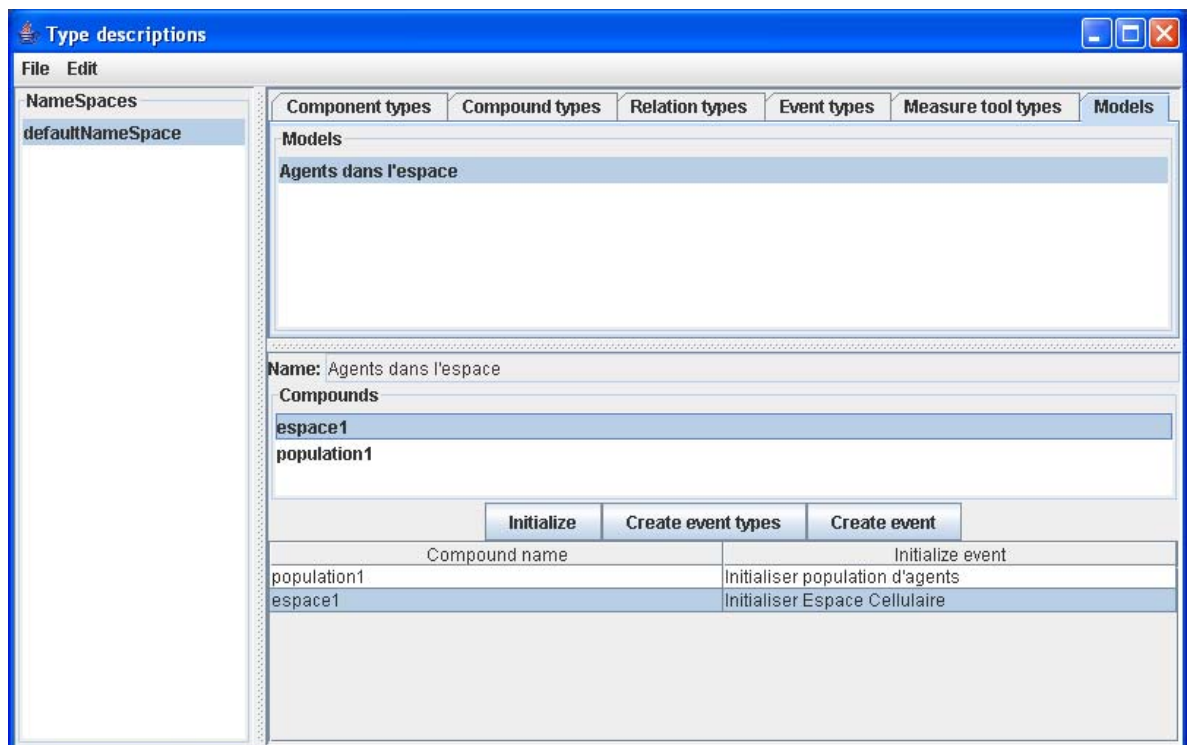 Type descriptions
File Edit
NameSpaces
defaultNameSpace
Component types Compound types Relation types Event types Measure tool types Models
Models
Agents dans l'espace
Name: Agents dans l'espace
Compounds
espace1
population1
Initialize Create event types Create event
Compound name Initialize event
population1 Initialiser population d'agents
espace1 Initialiser Espace Cellulaire